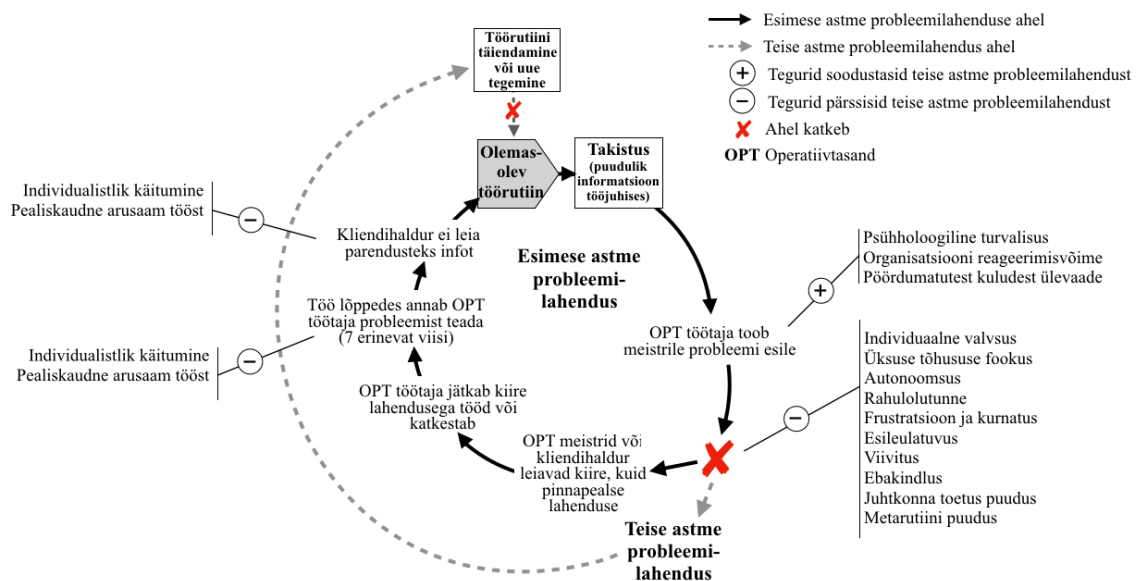 Esimese astme probleemilahenduse ahel
Teise astme probleemilahendus ahel
Tegurid soodustasid teise astme probleemilahendust
Tegurid pärssisid teise astme probleemilahendust
Ahel katkeb
OPT Operatiivtasand
Töörutiini
täiendamine
või uue
tegemine
Olemas-
olev
töörutiin
Takistus
(puudulik
informatsioon
tööjuhises)
Individualistlik käitumine
Pealiskaudne arusaam tööst
Kliendihaldur ei leia
parendusteks infot
Esimese astme
probleemi-
lahendus
Psühholoogiline turvalisus
Organisatsiooni reageerimisvõime
Pöördumatutest kuludest ülevaade
Töö lõppedes annab OPT
töötaja probleemist teada
(7 erinevat viisi)
OPT töötaja toob
meistrile probleemi esile
Individualistlik käitumine
Pealiskaudne arusaam tööst
Individuaalne valvsus
Üksuse tõhususe fookus
Autonoomsus
Rahulolutunne
Frustratsioon ja kurnatus
Esileulatuvus
Viivitus
Ebakindlus
Juhtkonna toetus puudus
Metarutiini puudus
OPT töötaja jätkab kiire
lahendusega tööd või
katkestab
OPT meistrid või
kliendihaldur
leiavad kiire, kuid
pinnapealse
lahenduse
Teise astme
probleemi-
lahendus